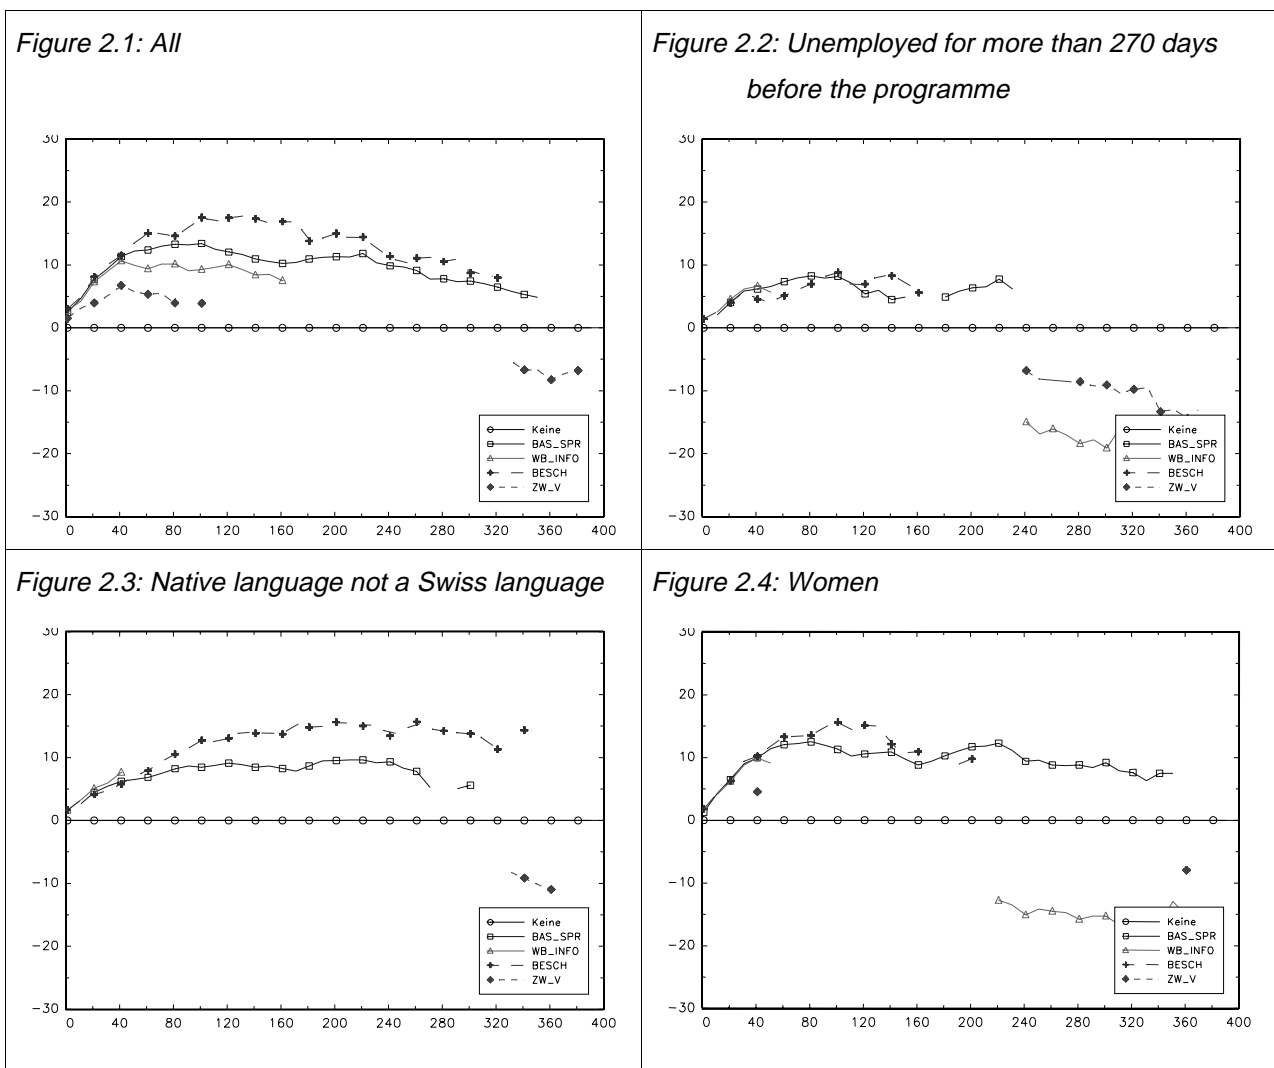 Figure 2.1: All
30
20
10
0
−10
−20
−30
0 40 80 120 160 200 240 280 320 360 400
Keine
BAS_SPR
WB_INFO
BESCH
ZW_V
Figure 2.2: Unemployed for more than 270 days
before the programme
30
20
10
0
−10
−20
−30
0 40 80 120 160 200 240 280 320 360 400
Keine
BAS_SPR
WB_INFO
BESCH
ZW_V
Figure 2.3: Native language not a Swiss language
30
20
10
0
−10
−20
−30
0 40 80 120 160 200 240 280 320 360 400
Keine
BAS_SPR
WB_INFO
BESCH
ZW_V
Figure 2.4: Women
30
20
10
0
−10
−20
−30
0 40 80 120 160 200 240 280 320 360 400
Keine
BAS_SPR
WB_INFO
BESCH
ZW_V